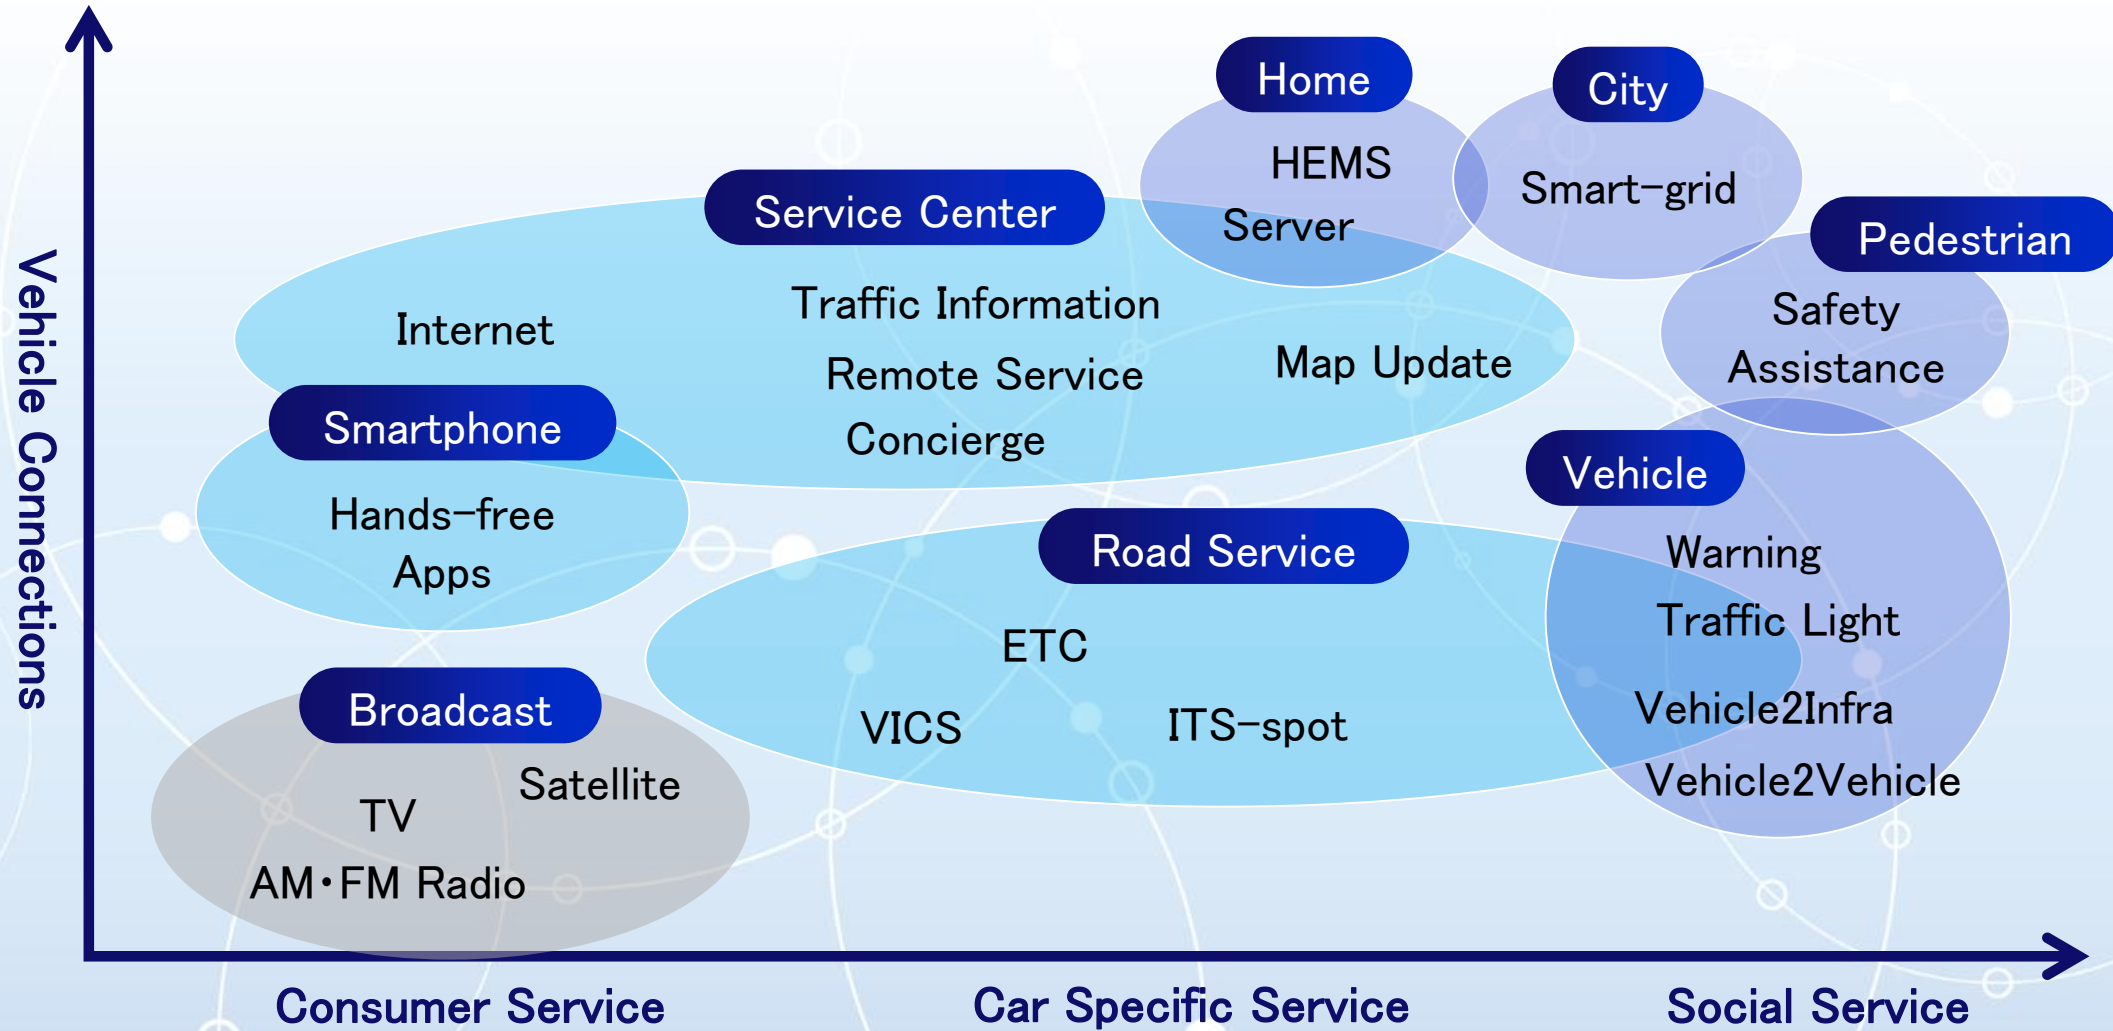 Vehicle Connections
Home
HEMS
Server
City
Smart-grid
Service Center
Internet
Traffic Information
Remote Service
Concierge
Map Update
Pedestrian
Safety
Assistance
Smartphone
Hands-free
Apps
Vehicle
Warning
Traffic Light
Vehicle2Infra
Vehicle2Vehicle
Road Service
ETC
VICS
ITS-spot
Broadcast
Satellite
TV
AM・FM Radio
Consumer Service
Car Specific Service
Social Service